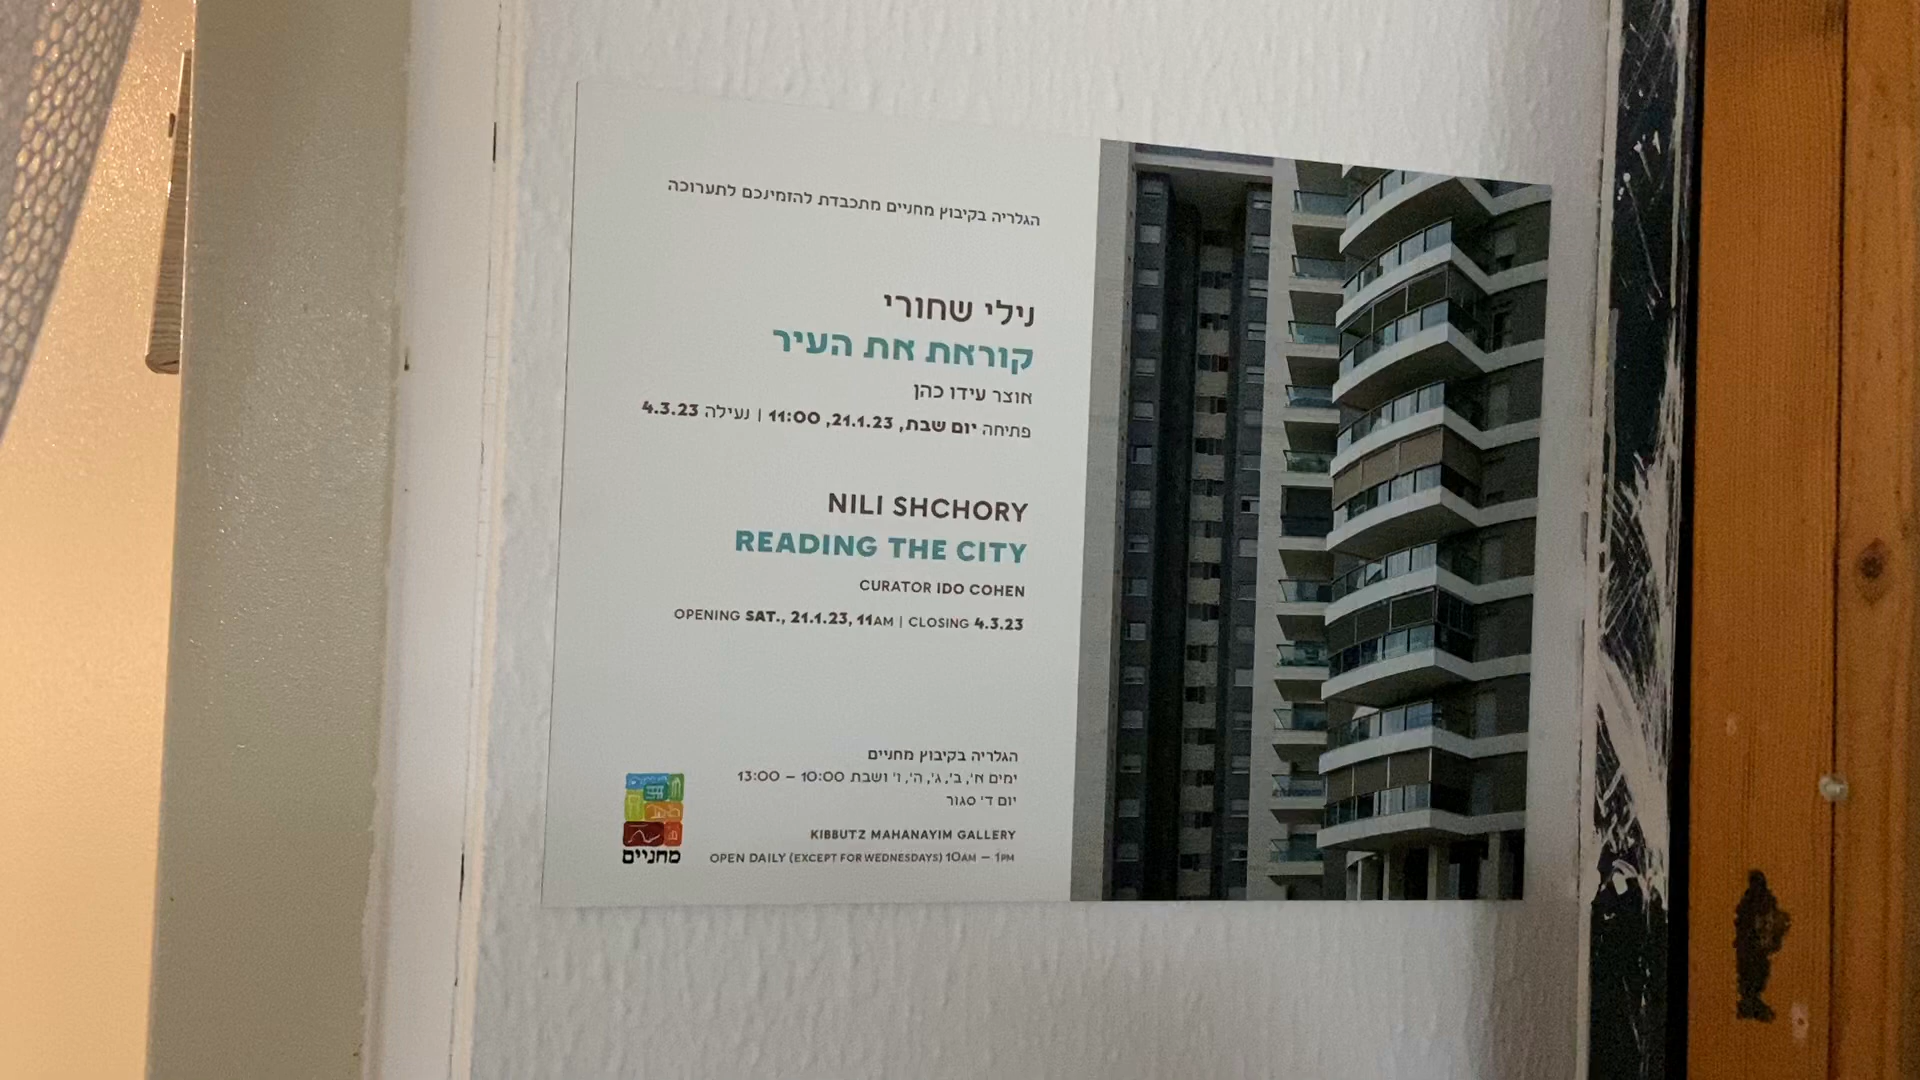 הגלריה בקיבוץ מחניים מתכבדת להזמינכם לתערוכה
נילי שחורי
קוראת את העיר
אוצר עידו כהן
פתיחה יום שבת, 21.1.23, 11:00 | נעילה 4.3.23
NILI SHCHORY
READING THE CITY
CURATOR IDO COHEN
OPENING SAT., 21.1.23, 11AM | CLOSING 4.3.23
הגלריה בקיבוץ מחניים
ימים א', ב', ג', ה', ו' ושבת 10:00 – 13:00
יום ד' סגור
KIBBUTZ MAHANAYIM GALLERY
OPEN DAILY (EXCEPT FOR WEDNESDAYS) 10AM – 1PM
מחניים